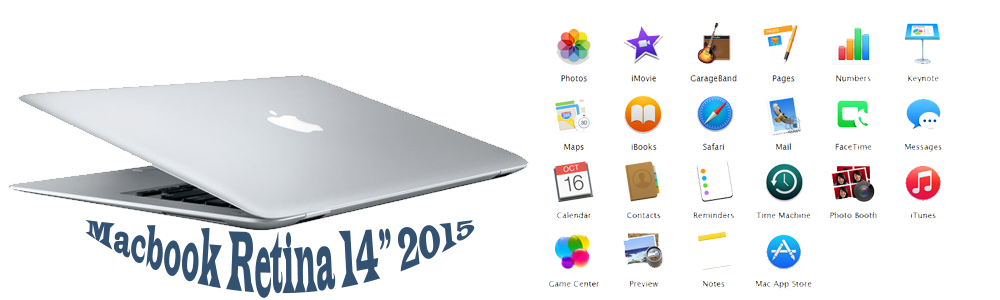 Macbook Retina 14” 2015
Photos iMovie GarageBand Pages Numbers Keynote
Maps iBooks Safari Mail FaceTime Messages
OCT
16
Calendar Contacts Reminders Time Machine Photo Booth iTunes
Game Center Preview Notes Mac App Store